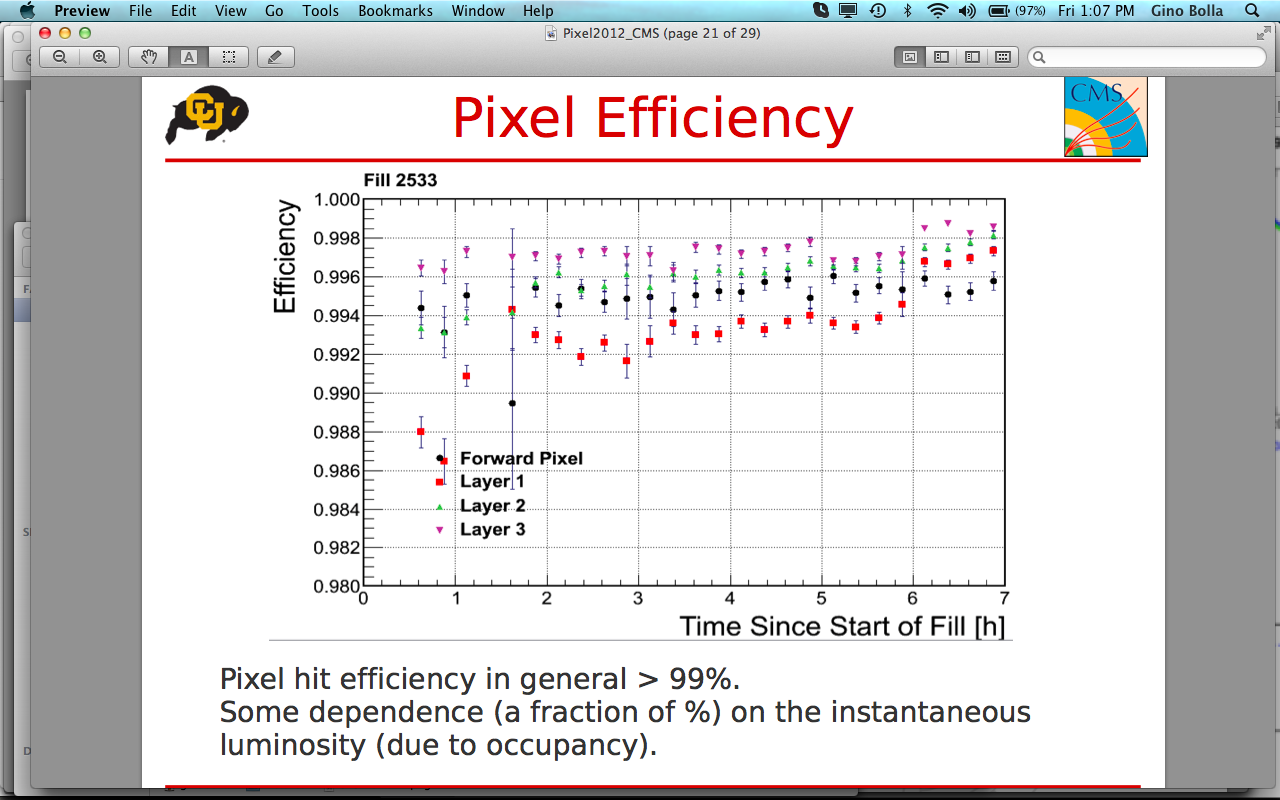 Preview File Edit View Go Tools Bookmarks Window Help (97%) Fri 1:07 PM Gino Bolla
Pixel2012_CMS (page 21 of 29)
A
CU
Pixel Efficiency
CMS
Fill 2533
Efficiency
1.000
0.998
0.996
0.994
0.992
0.990
0.988
0.986
0.984
0.982
0.980
Forward Pixel
Layer 1
Layer 2
Layer 3
0 1 2 3 4 5 6 7
Time Since Start of Fill [h]
Pixel hit efficiency in general > 99%.
Some dependence (a fraction of %) on the instantaneous
luminosity (due to occupancy).